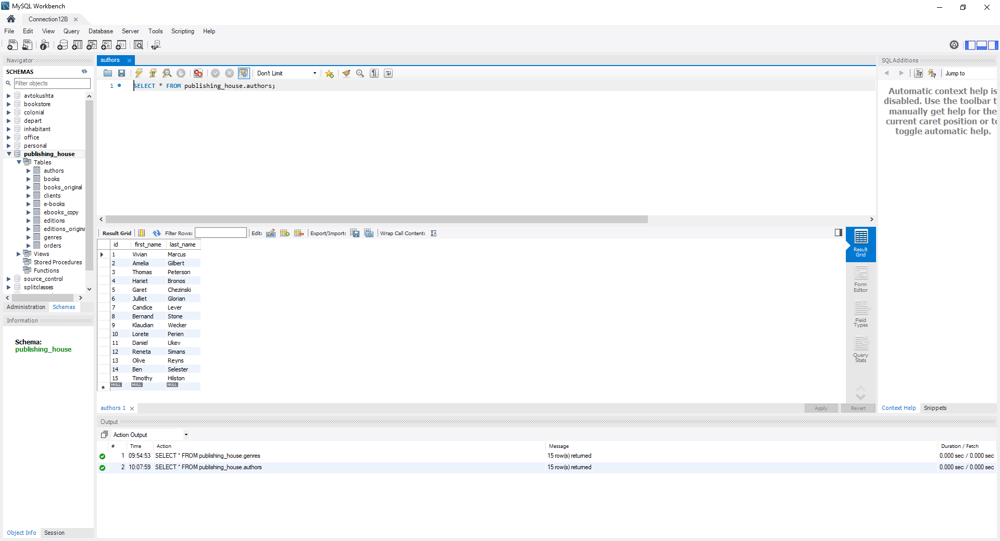 MySQL Workbench
Connection12B
File Edit View Query Database Server Tools Scripting Help
Navigator
SCHEMAS
Filter objects
avtokushta
bookstore
colonial
depart
inhabitant
office
personal
publishing_house
Tables
authors
books
books_original
clients
e-books
ebooks_copy
editions
editions_origina
genres
orders
Views
Stored Procedures
Functions
source_control
splitclasses
Administration Schemas
Information
Schema:
publishing_house
Object Info Session
authors
Don't Limit
1 SELECT * FROM publishing_house.authors;
Result Grid Filter Rows: Edit: Export/Import: Wrap Cell Content:
id first_name last_name
1 Vivian Marcus
2 Amelia Gilbert
3 Thomas Peterson
4 Hariet Bronos
5 Garet Chezinski
6 Julliet Glorian
7 Candice Lever
8 Bernand Stone
9 Klaudian Wecker
10 Lorete Perien
11 Daniel Ukev
12 Reneta Simans
13 Olive Reyns
14 Ben Selester
15 Timothy Hilston
NULL NULL NULL
Result
Grid
Form
Editor
Field
Types
Query
Stats
authors 1
Apply Revert
SQLAdditions
Jump to
Automatic context help is
disabled. Use the toolbar t
manually get help for the
current caret position or to
toggle automatic help.
Context Help Snippets
Output
Action Output
# Time Action Message Duration / Fetch
1 09:54:53 SELECT * FROM publishing_house.genres 15 row(s) returned 0.000 sec / 0.000 sec
2 10:07:59 SELECT * FROM publishing_house.authors 15 row(s) returned 0.000 sec / 0.000 sec